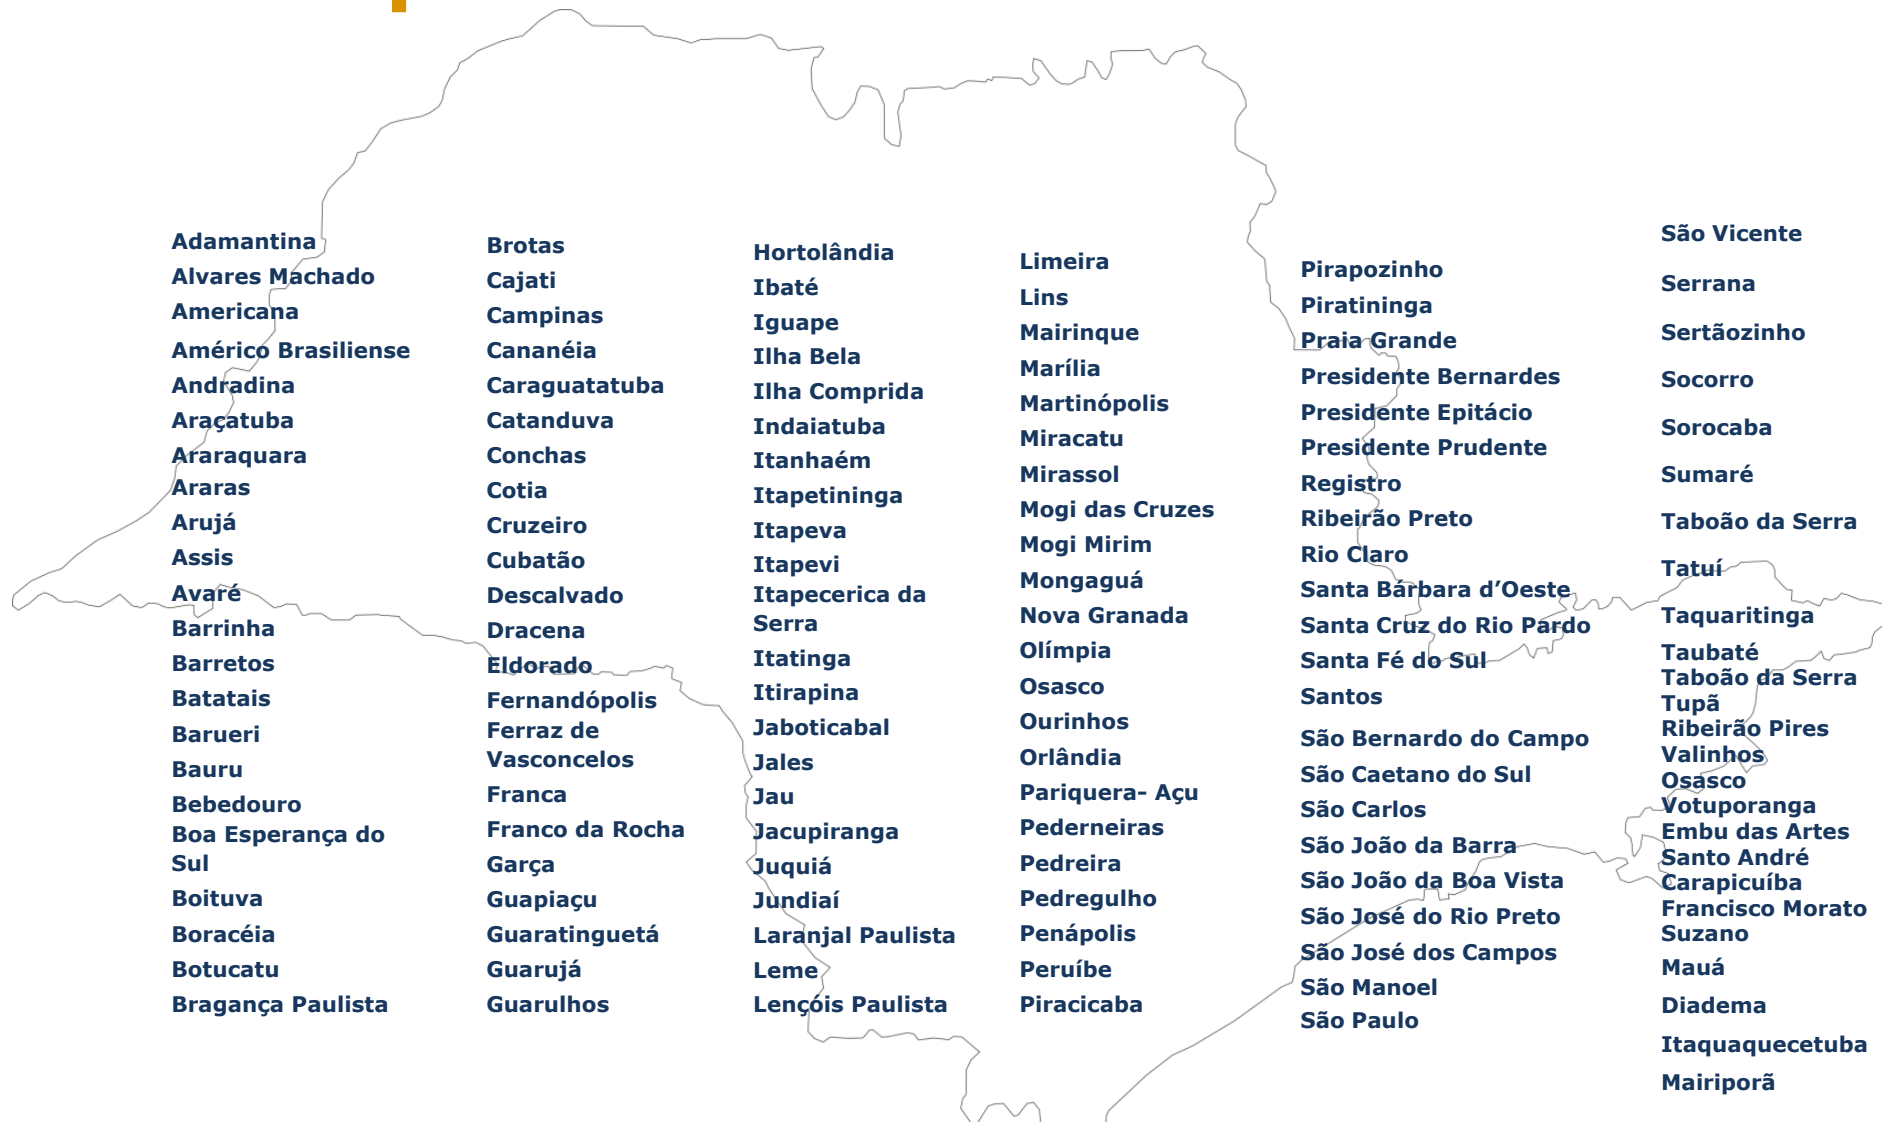 Adamantina
Alvares Machado
Americana
Américo Brasiliense
Andradina
Araçatuba
Araraquara
Araras
Arujá
Assis
Avaré
Barrinha
Barretos
Batatais
Barueri
Bauru
Bebedouro
Boa Esperança do
Sul
Boituva
Boracéia
Botucatu
Bragança Paulista
Brotas
Cajati
Campinas
Cananéia
Caraguatatuba
Catanduva
Conchas
Cotia
Cruzeiro
Cubatão
Descalvado
Dracena
Eldorado
Fernandópolis
Ferraz de
Vasconcelos
Franca
Franco da Rocha
Garça
Guapiaçu
Guaratinguetá
Guarujá
Guarulhos
Hortolândia
Ibaté
Iguape
Ilha Bela
Ilha Comprida
Indaiatuba
Itanhaém
Itapetininga
Itapeva
Itapevi
Itapecerica da
Serra
Itatinga
Itirapina
Jaboticabal
Jales
Jau
Jacupiranga
Juquiá
Jundiaí
Laranjal Paulista
Leme
Lençóis Paulista
Limeira
Lins
Mairinque
Marília
Martinópolis
Miracatu
Mirassol
Mogi das Cruzes
Mogi Mirim
Mongaguá
Nova Granada
Olímpia
Osasco
Ourinhos
Orlândia
Pariquera- Açu
Pederneiras
Pedreira
Pedregulho
Penápolis
Peruíbe
Piracicaba
Pirapozinho
Piratininga
Praia Grande
Presidente Bernardes
Presidente Epitácio
Presidente Prudente
Registro
Ribeirão Preto
Rio Claro
Santa Bárbara d’Oeste
Santa Cruz do Rio Pardo
Santa Fé do Sul
Santos
São Bernardo do Campo
São Caetano do Sul
São Carlos
São João da Barra
São João da Boa Vista
São José do Rio Preto
São José dos Campos
São Manoel
São Paulo
São Vicente
Serrana
Sertãozinho
Socorro
Sorocaba
Sumaré
Taboão da Serra
Tatuí
Taquaritinga
Taubaté
Taboão da Serra
Tupã
Ribeirão Pires
Valinhos
Osasco
Votuporanga
Embu das Artes
Santo André
Carapicuíba
Francisco Morato
Suzano
Mauá
Diadema
Itaquaquecetuba
Mairiporã